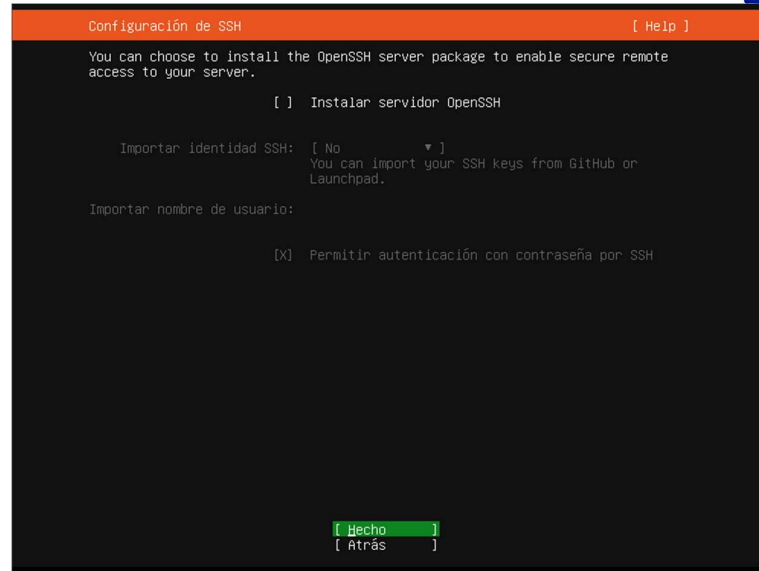 Configuración de SSH [ Help ]
You can choose to install the OpenSSH server package to enable secure remote
access to your server.
[ ] Instalar servidor OpenSSH
Importar identidad SSH: [ No ▾ ]
You can import your SSH keys from GitHub or
Launchpad.
Importar nombre de usuario:
[X] Permitir autenticación con contraseña por SSH
[ Hecho ]
[ Atrás ]